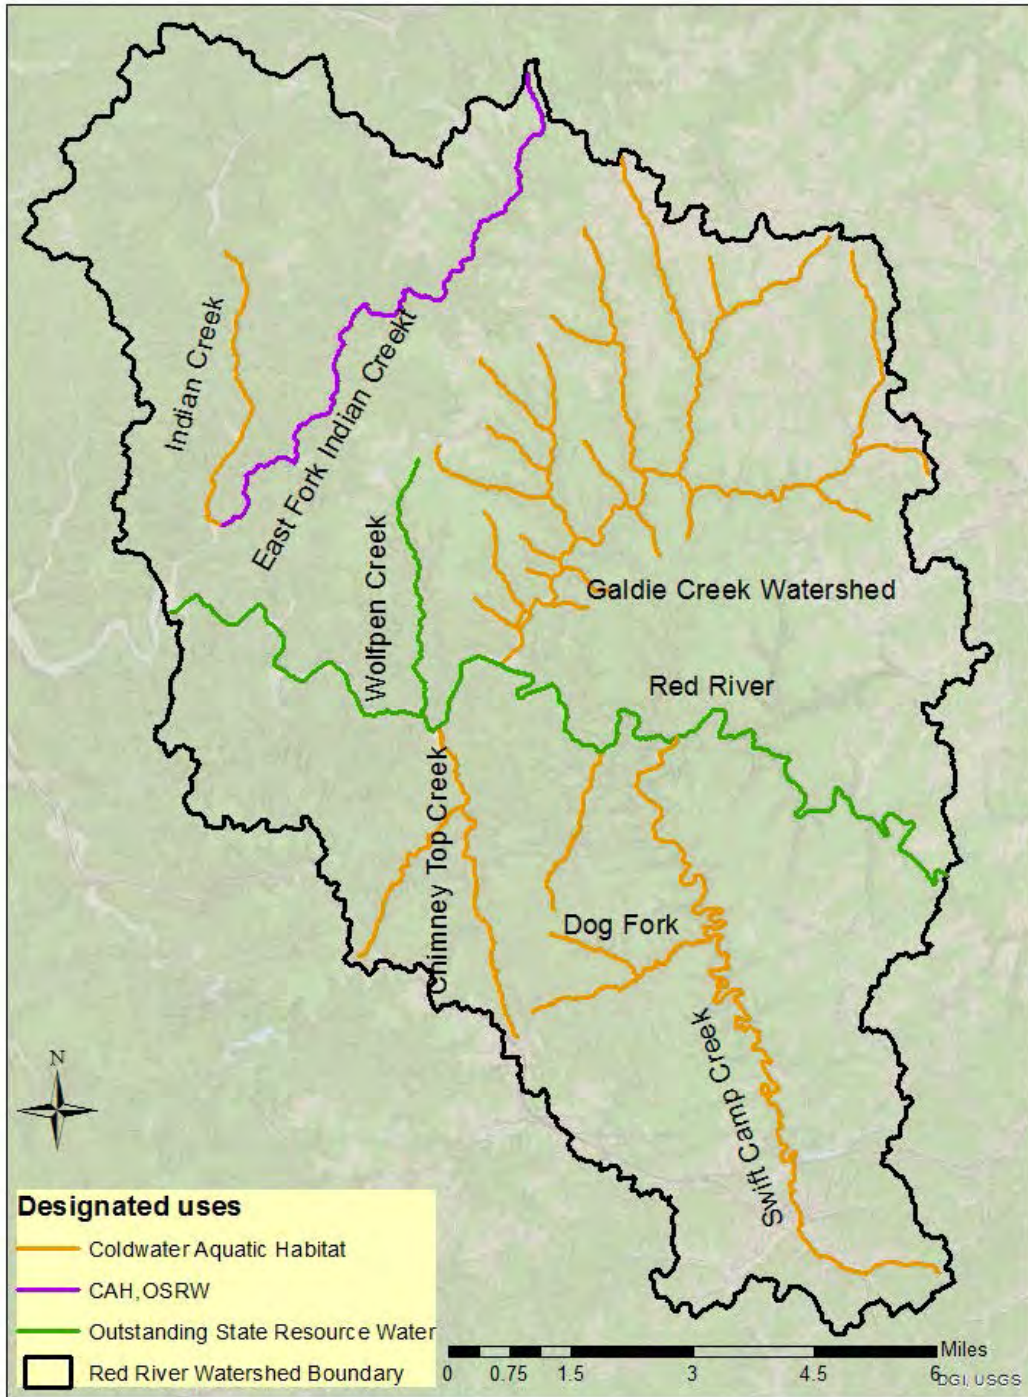 Indian Creek
East Fork Indian Creekt
Wolfpen Creek
Galdie Creek Watershed
Red River
Chimney Top Creek
Dog Fork
Swift Camp Creek
N
Designated uses
Coldwater Aquatic Habitat
CAH,OSRW
Outstanding State Resource Water
Red River Watershed Boundary
Miles
0 0.75 1.5 3 4.5 6
DGI, USGS